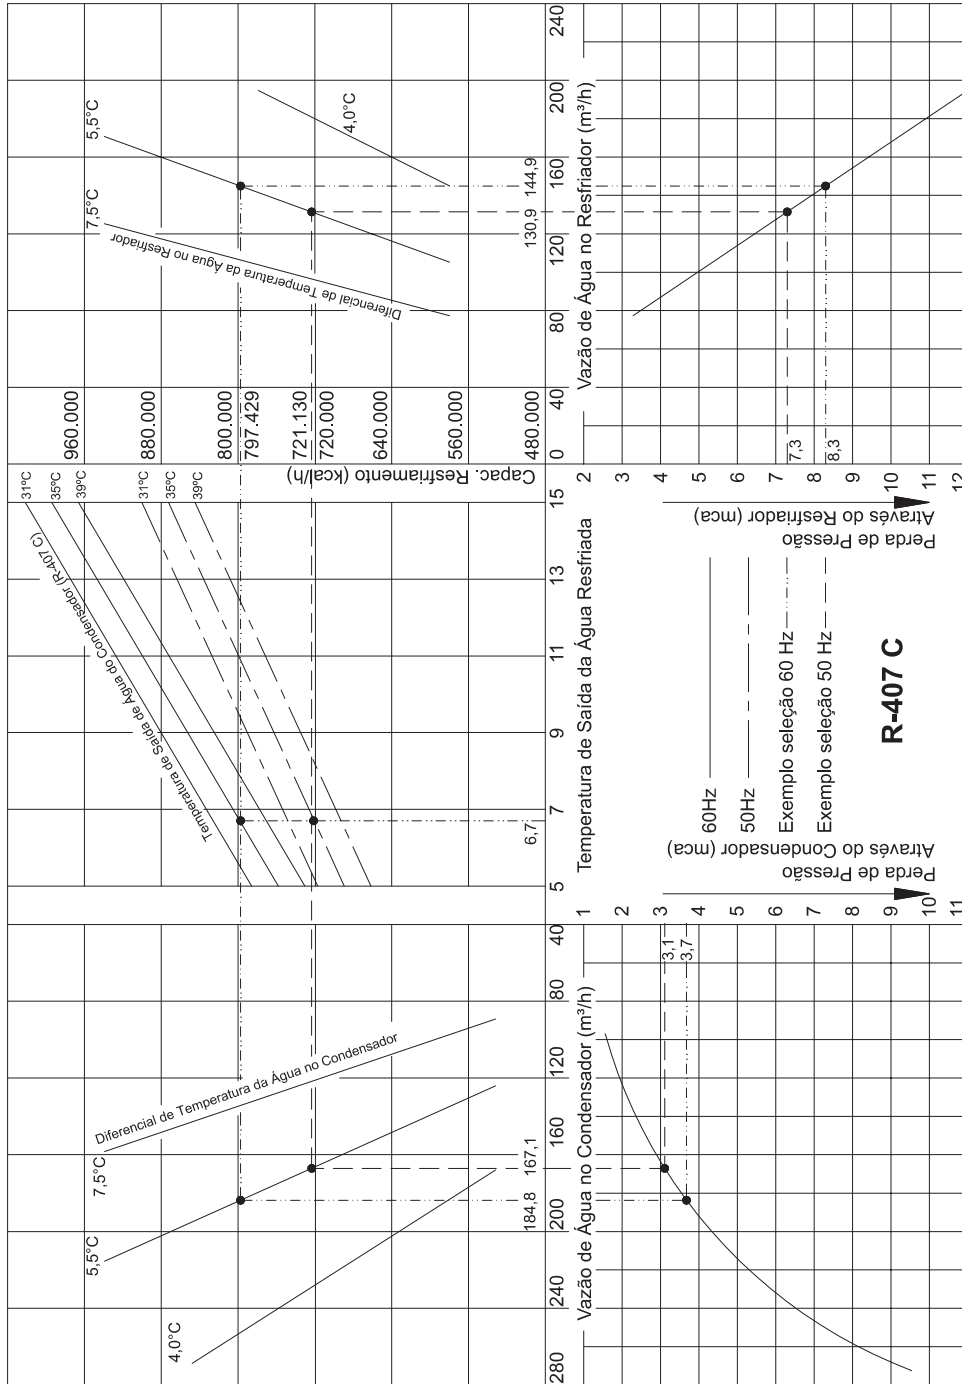 5,5°C
7,5°C
4,0°C
Diferencial de Temperatura da Água no Condensador
40
80
120
160
200
240
280
184,8
167,1
Vazão de Água no Condensador (m³/h)
31ºC
35ºC
39ºC
31ºC
35ºC
39ºC
Temperatura de Saída de Água do Condensador (R-407 C)
5
7
9
11
13
15
6,7
Temperatura de Saída da Água Resfriada
960.000
880.000
800.000
797.429
721.130
720.000
640.000
560.000
480.000
Capac. Resfriamento (kcal/h)
7,5°C
5,5°C
4,0°C
Diferencial de Temperatura da Água no Resfriador
0
40
80
120
160
200
240
130,9
144,9
Vazão de Água no Resfriador (m³/h)
1
2
3
4
5
6
7
8
9
10
11
3,1
3,7
Perda de Pressão
Através do Condensador (mca)
60Hz
50Hz
Exemplo seleção 60 Hz
Exemplo seleção 50 Hz
R-407 C
Perda de Pressão
Através do Resfriador (mca)
2
3
4
5
6
7
8
9
10
11
12
7,3
8,3